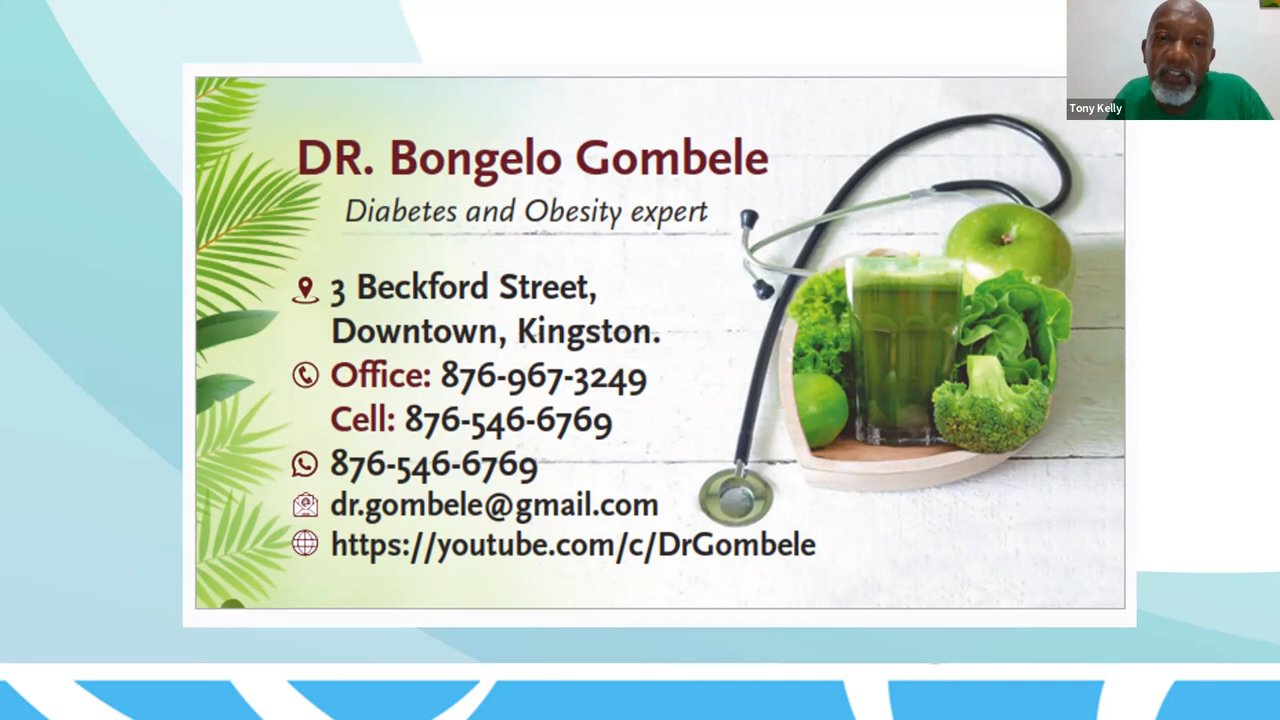 Tony Kelly
DR. Bongelo Gombele
Diabetes and Obesity expert
3 Beckford Street,
Downtown, Kingston.
Office: 876-967-3249
Cell: 876-546-6769
876-546-6769
dr.gombele@gmail.com
https://youtube.com/c/DrGombele